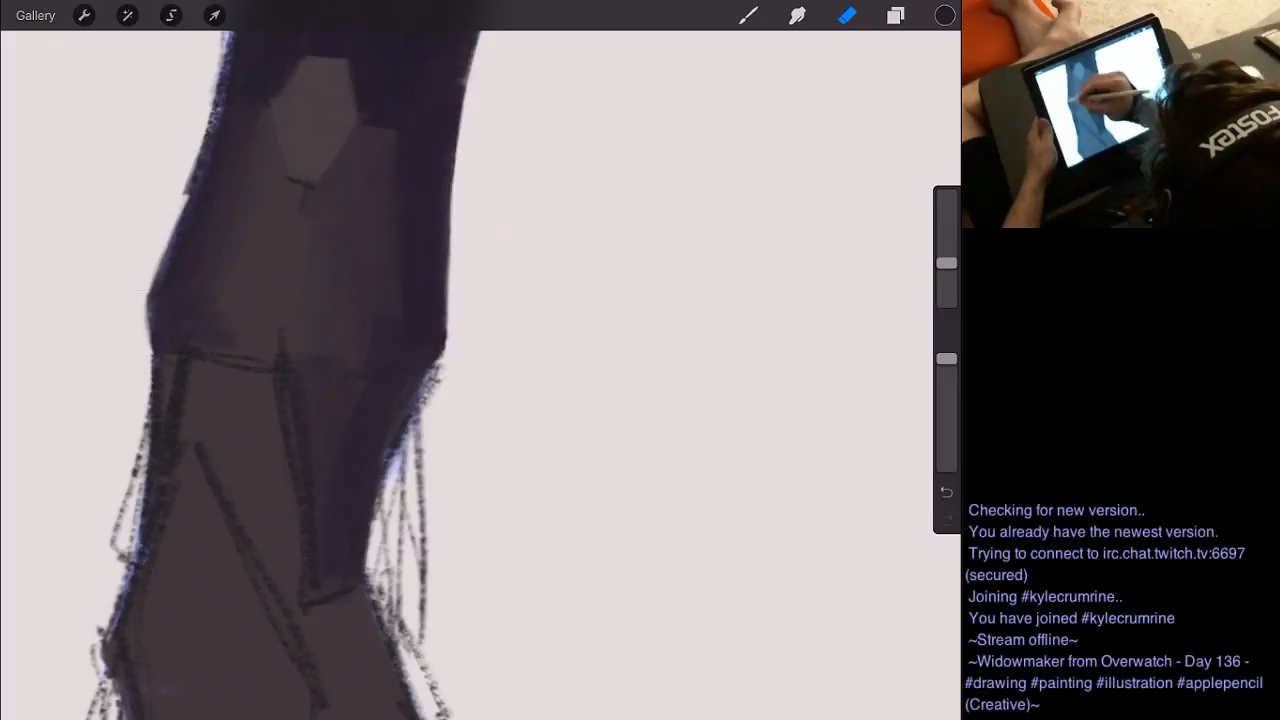 Gallery
FOSTEX
Checking for new version..
You already have the newest version.
Trying to connect to irc.chat.twitch.tv:6697
(secured)
Joining #kylecrumrine..
You have joined #kylecrumrine
~Stream offline~
~Widowmaker from Overwatch - Day 136 -
#drawing #painting #illustration #applepencil
(Creative)~